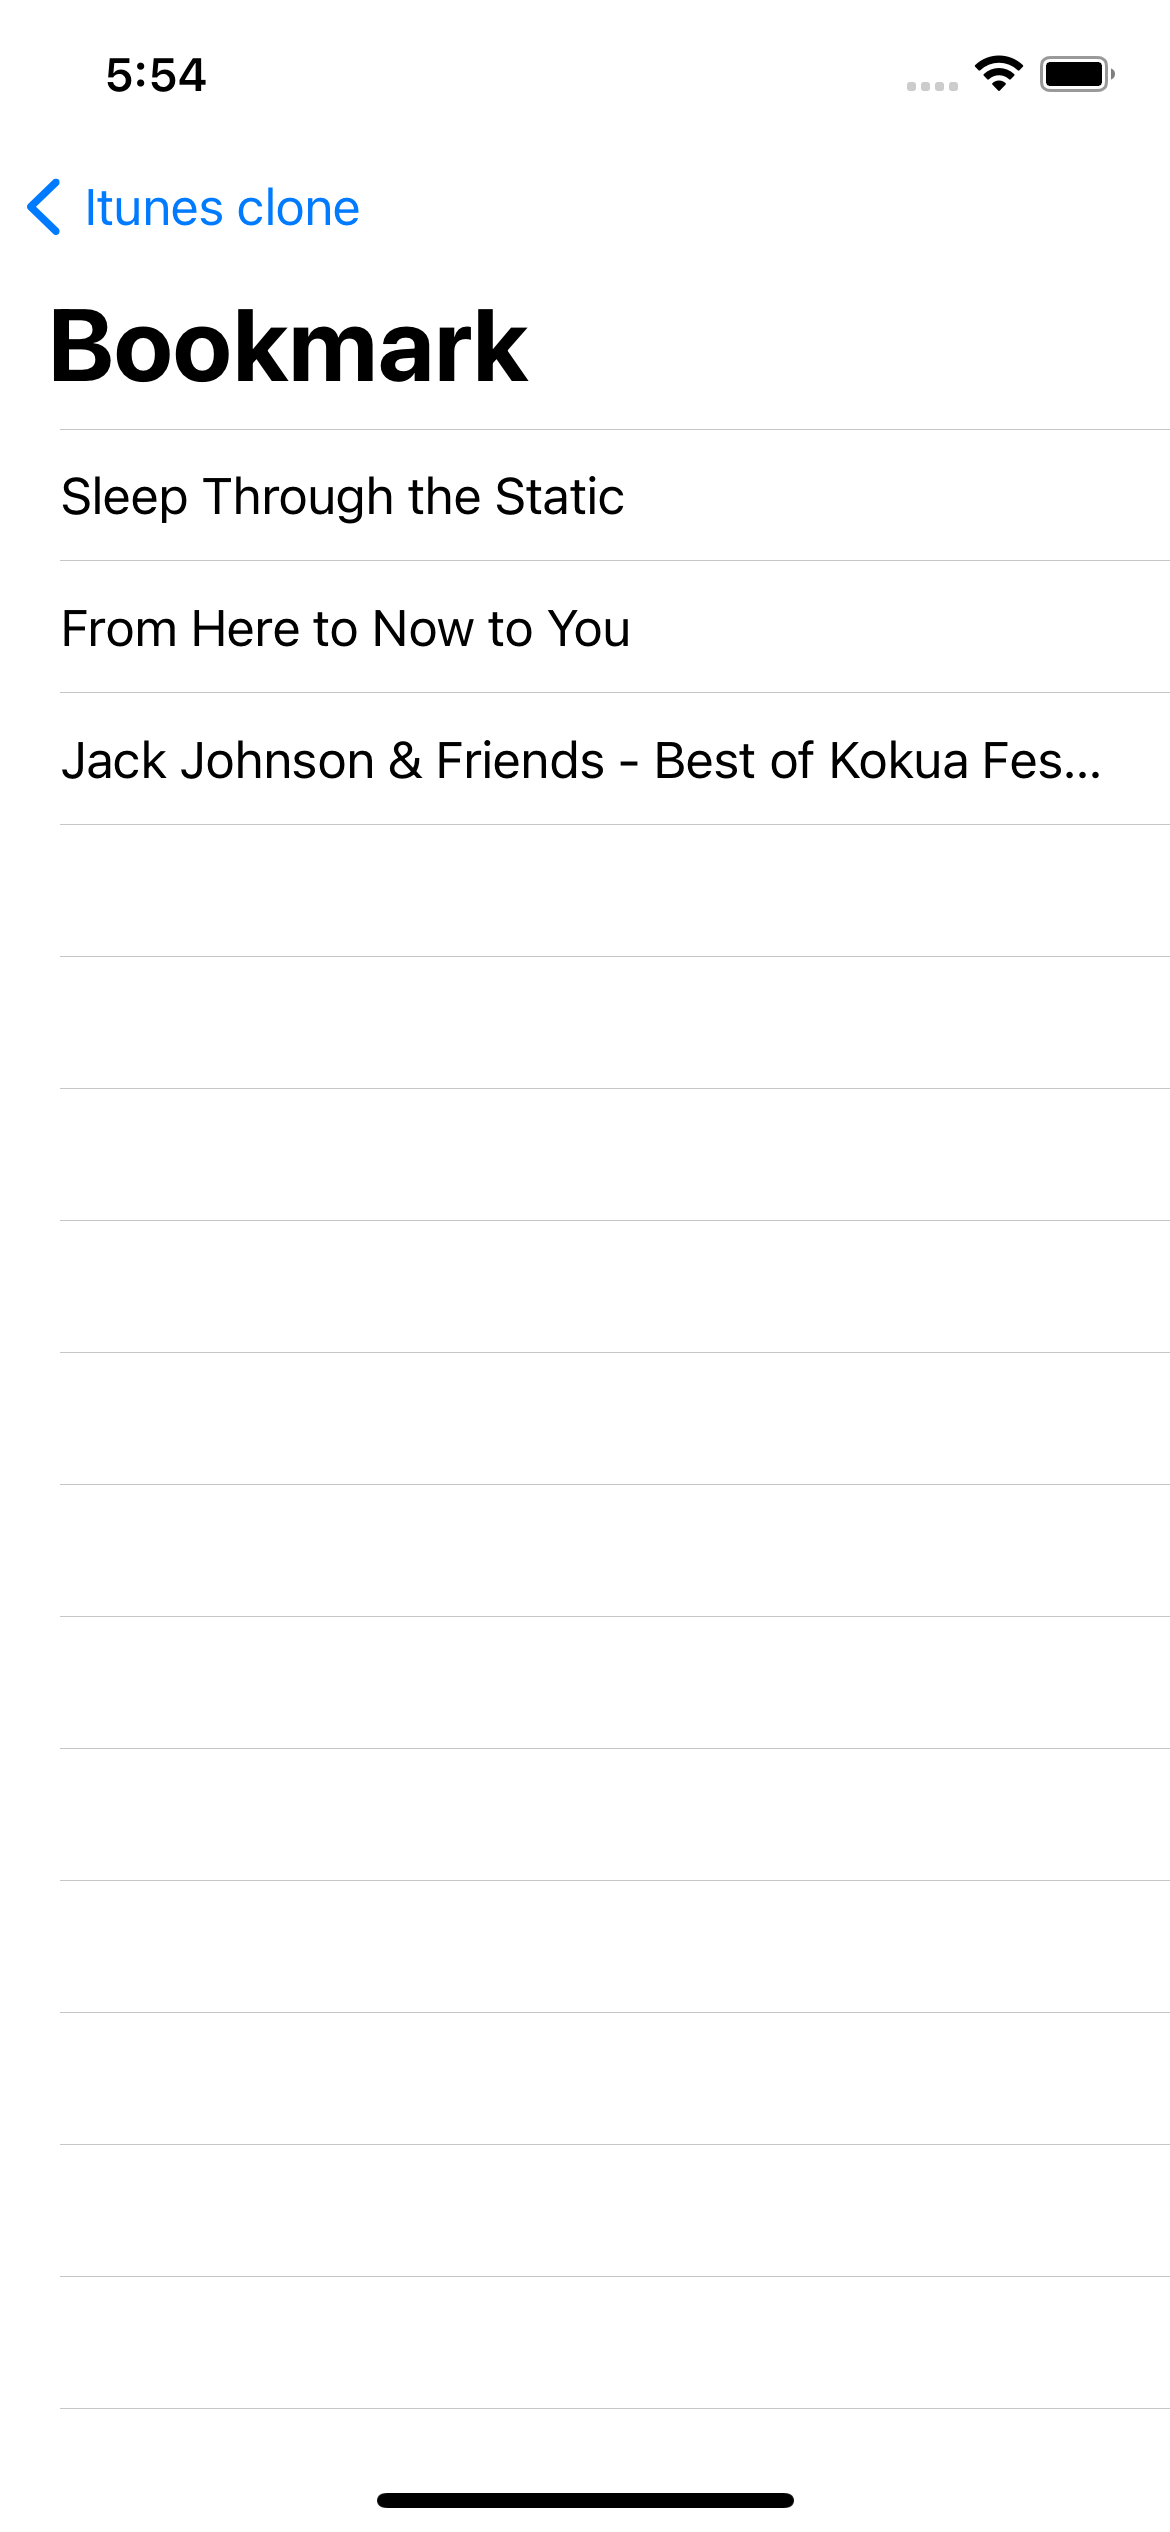 5:54
Itunes clone
Bookmark
Sleep Through the Static
From Here to Now to You
Jack Johnson & Friends - Best of Kokua Fes...